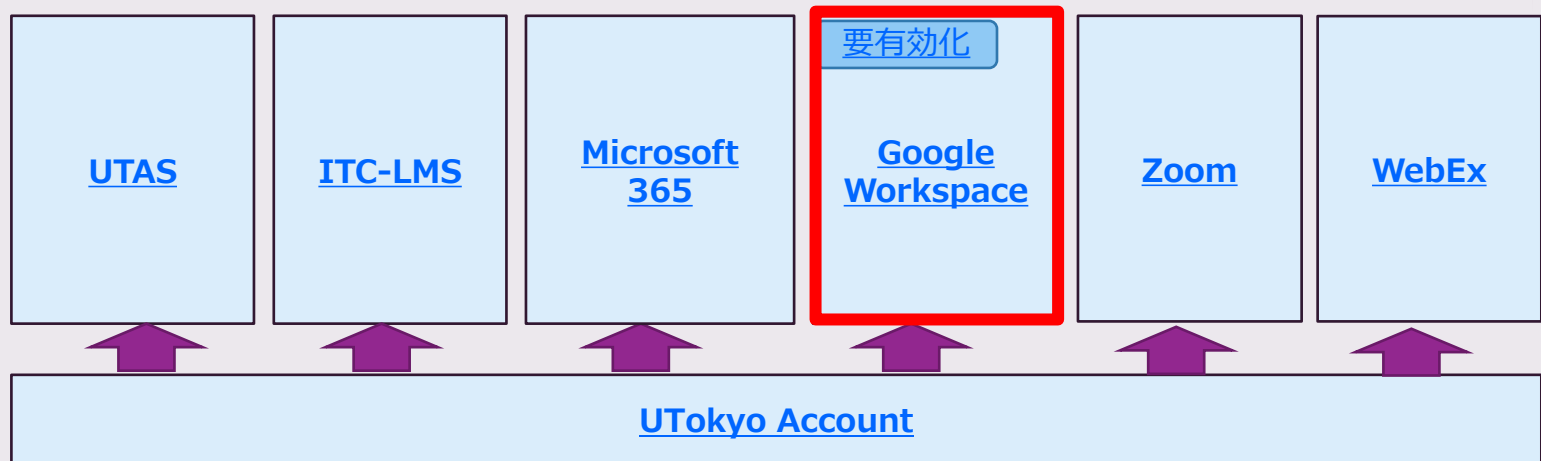 要有効化
UTAS
ITC-LMS
Microsoft
365
Google
Workspace
Zoom
WebEx
UTokyo Account